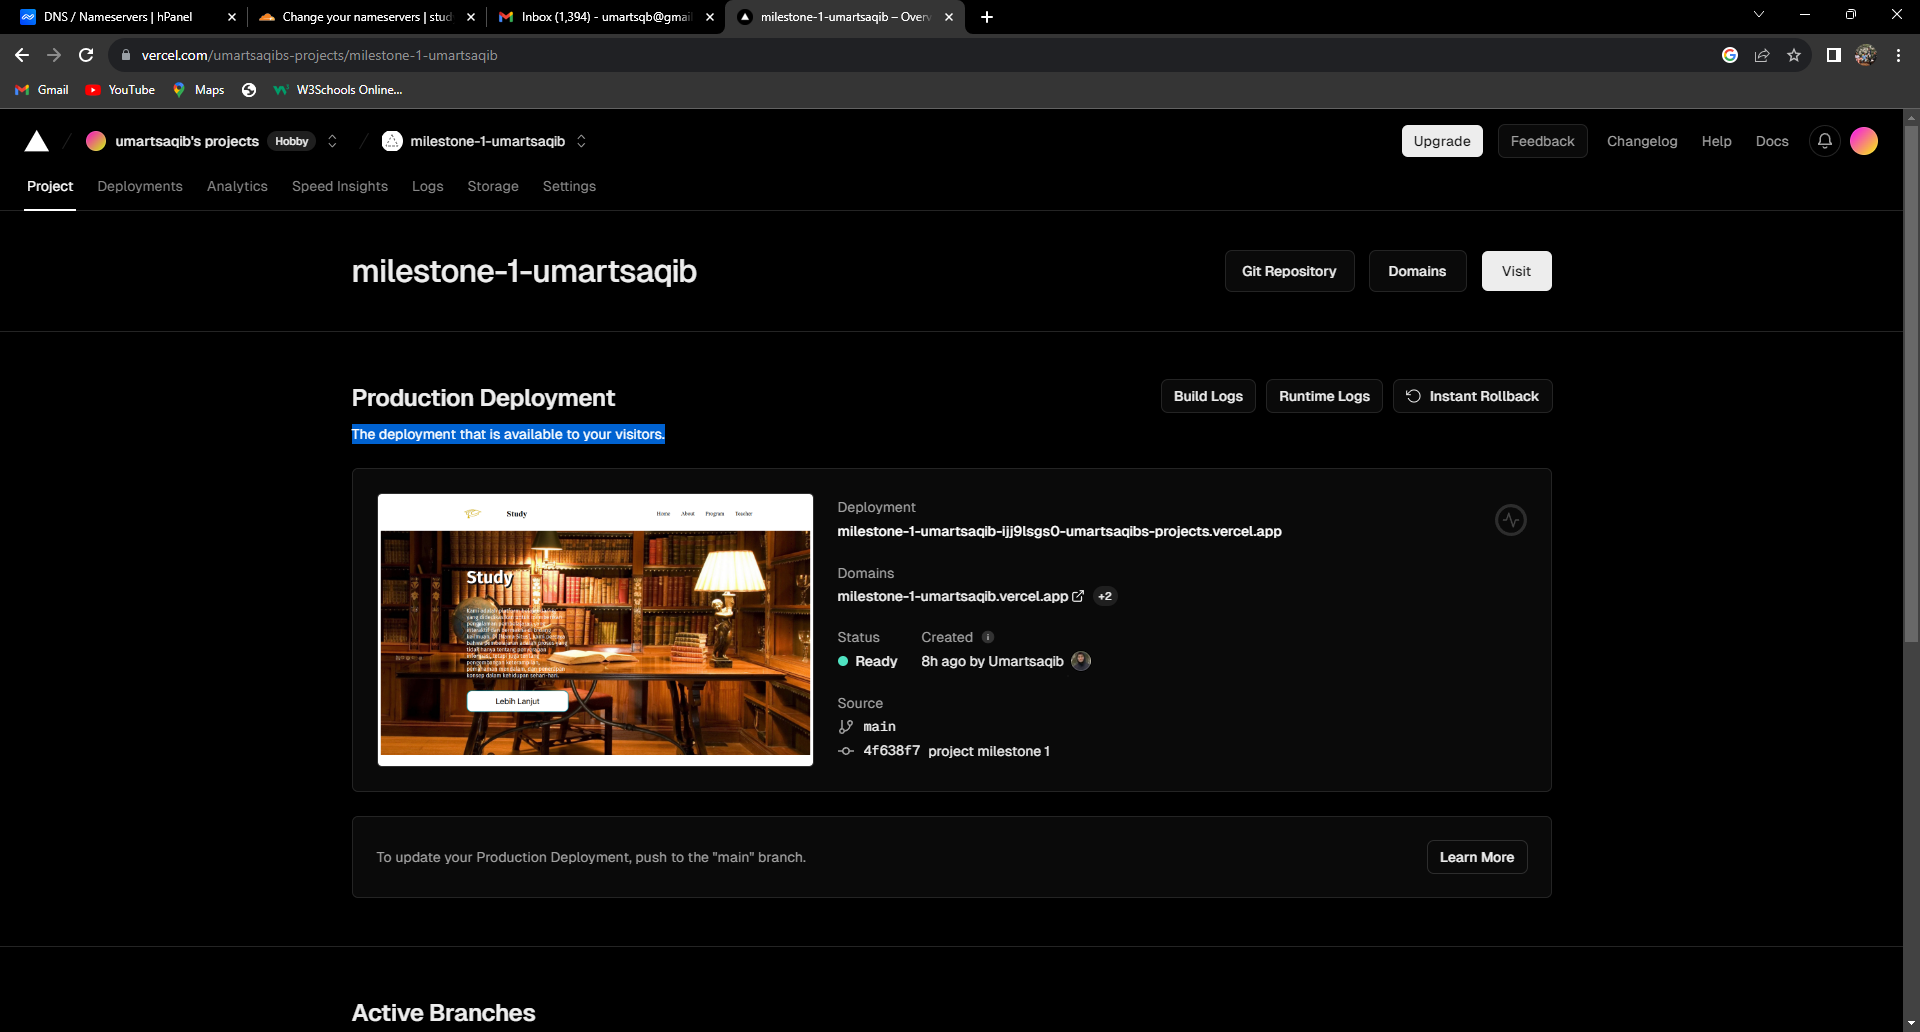 DNS / Nameservers | hPanel
Change your nameservers | stud
Inbox (1,394) - umartsqb@gmail
milestone-1-umartsaqib – Overv
vercel.com/umartsaqibs-projects/milestone-1-umartsaqib
Gmail YouTube Maps W3Schools Online...
umartsaqib's projects Hobby milestone-1-umartsaqib Upgrade Feedback Changelog Help Docs
Project Deployments Analytics Speed Insights Logs Storage Settings
milestone-1-umartsaqib Git Repository Domains Visit
Production Deployment Build Logs Runtime Logs Instant Rollback
The deployment that is available to your visitors.
Study Home About Program Teacher
Study
Lebih Lanjut
Deployment
milestone-1-umartsaqib-ijj9lsgs0-umartsaqibs-projects.vercel.app
Domains
milestone-1-umartsaqib.vercel.app +2
Status Created
Ready 8h ago by Umartsaqib
Source
main
4f638f7 project milestone 1
To update your Production Deployment, push to the "main" branch. Learn More
Active Branches